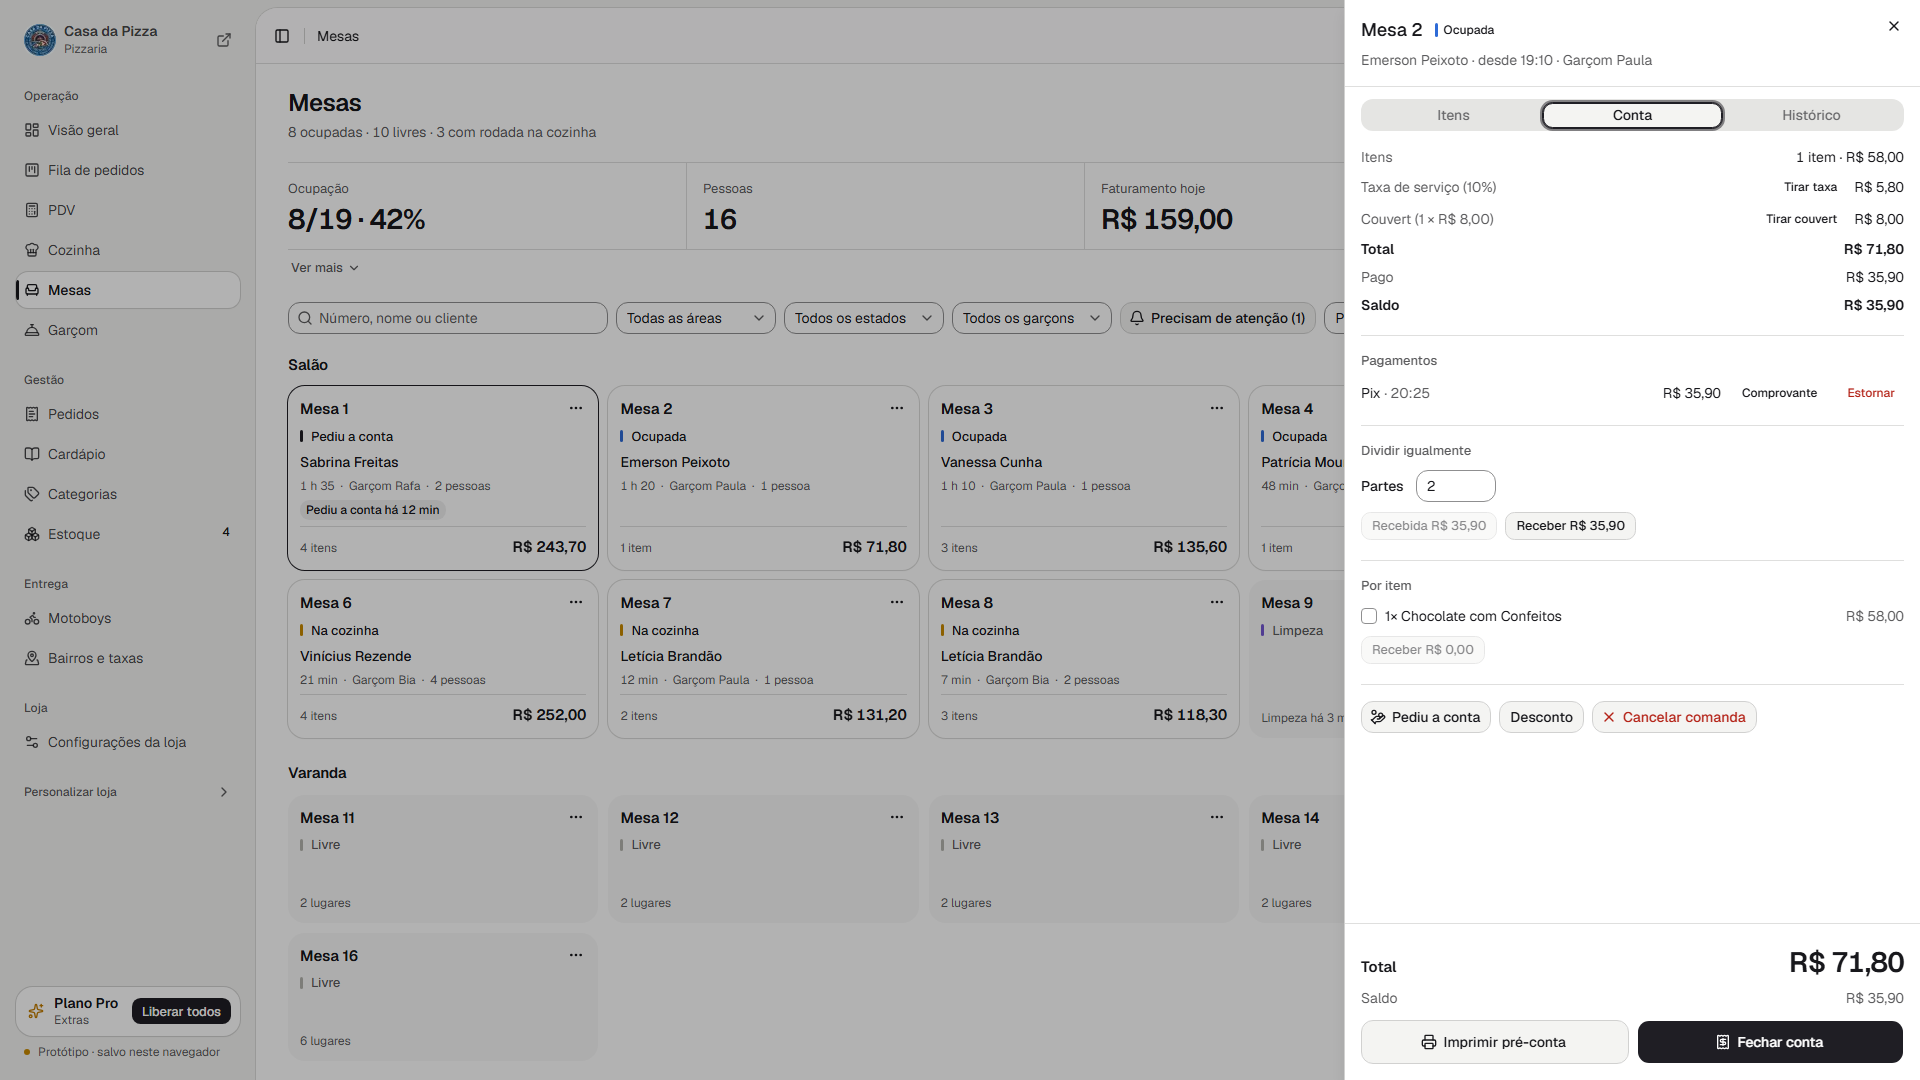 Casa da Pizza
Pizzaria
Operação
Visão geral
Fila de pedidos
PDV
Cozinha
Mesas
Garçom
Gestão
Pedidos
Cardápio
Categorias
Estoque 4
Entrega
Motoboys
Bairros e taxas
Loja
Configurações da loja
Personalizar loja
Plano Pro
Extras
Liberar todos
Protótipo · salvo neste navegador
Mesas
Mesas
8 ocupadas · 10 livres · 3 com rodada na cozinha
Ocupação
8/19 · 42%
Pessoas
16
Faturamento hoje
R$ 159,00
Ver mais
Número, nome ou cliente
Todas as áreas
Todos os estados
Todos os garçons
Precisam de atenção (1)
P
Salão
Mesa 1
Pediu a conta
Sabrina Freitas
1 h 35 · Garçom Rafa · 2 pessoas
Pediu a conta há 12 min
4 itens R$ 243,70
Mesa 2
Ocupada
Emerson Peixoto
1 h 20 · Garçom Paula · 1 pessoa
1 item R$ 71,80
Mesa 3
Ocupada
Vanessa Cunha
1 h 10 · Garçom Paula · 1 pessoa
3 itens R$ 135,60
Mesa 4
Ocupada
Patrícia Mou
48 min · Garço
1 item
Mesa 6
Na cozinha
Vinícius Rezende
21 min · Garçom Bia · 4 pessoas
4 itens R$ 252,00
Mesa 7
Na cozinha
Letícia Brandão
12 min · Garçom Paula · 1 pessoa
2 itens R$ 131,20
Mesa 8
Na cozinha
Letícia Brandão
7 min · Garçom Bia · 2 pessoas
3 itens R$ 118,30
Mesa 9
Limpeza
Limpeza há 3 m
Varanda
Mesa 11
Livre
2 lugares
Mesa 12
Livre
2 lugares
Mesa 13
Livre
2 lugares
Mesa 14
Livre
2 lugares
Mesa 16
Livre
6 lugares
Mesa 2 Ocupada
Emerson Peixoto · desde 19:10 · Garçom Paula
Itens Conta Histórico
Itens 1 item · R$ 58,00
Taxa de serviço (10%) Tirar taxa R$ 5,80
Couvert (1 × R$ 8,00) Tirar couvert R$ 8,00
Total R$ 71,80
Pago R$ 35,90
Saldo R$ 35,90
Pagamentos
Pix · 20:25 R$ 35,90 Comprovante Estornar
Dividir igualmente
Partes 2
Recebida R$ 35,90 Receber R$ 35,90
Por item
1× Chocolate com Confeitos R$ 58,00
Receber R$ 0,00
Pediu a conta Desconto Cancelar comanda
Total R$ 71,80
Saldo R$ 35,90
Imprimir pré-conta Fechar conta